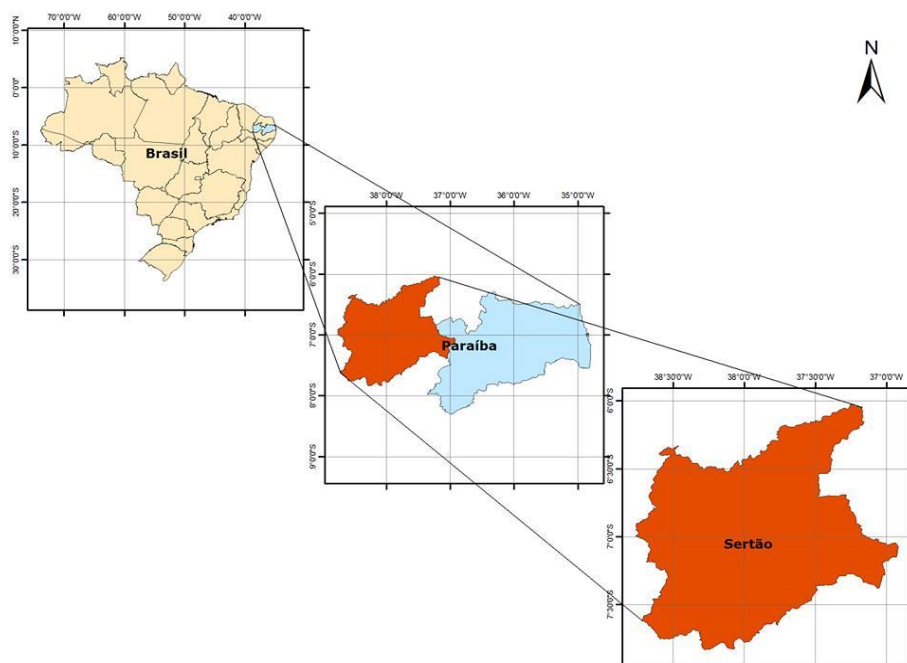 70°0'0"W 60°0'0"W 50°0'0"W 40°0'0"W
10°0'0"N
0°0'0"
10°0'0"S
20°0'0"S
30°0'0"S
Brasil
N
38°0'0"W 37°0'0"W 36°0'0"W 35°0'0"W
5°0'0"S
6°0'0"S
7°0'0"S
8°0'0"S
9°0'0"S
Paraíba
38°30'0"W 38°0'0"W 37°30'0"W 37°0'0"W
6°0'0"S
6°30'0"S
7°0'0"S
7°30'0"S
Sertão